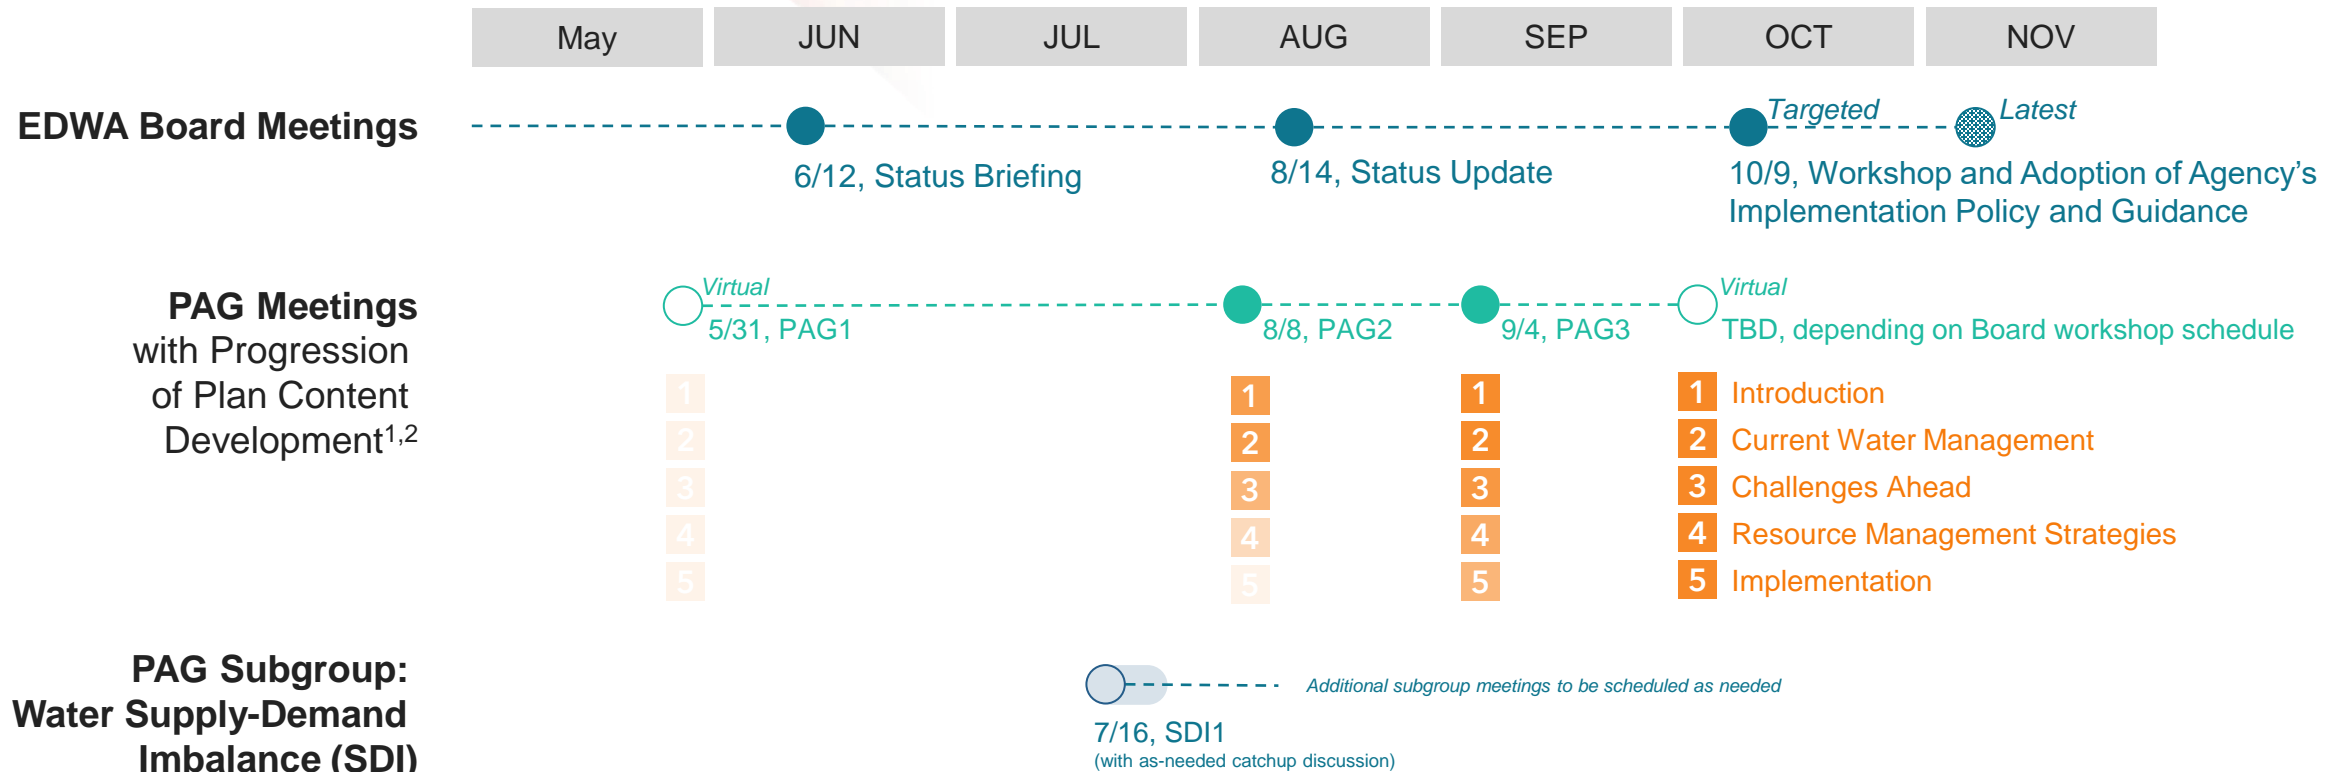 May JUN JUL AUG SEP OCT NOV
EDWA Board Meetings
Targeted
Latest
6/12, Status Briefing
8/14, Status Update
10/9, Workshop and Adoption of Agency's
Implementation Policy and Guidance
PAG Meetings
with Progression
of Plan Content
Development1,2
Virtual
5/31, PAG1
8/8, PAG2
9/4, PAG3
Virtual
TBD, depending on Board workshop schedule
1 1 1 1 Introduction
2 2 2 2 Current Water Management
3 3 3 3 Challenges Ahead
4 4 4 4 Resource Management Strategies
5 5 5 5 Implementation
PAG Subgroup:
Water Supply-Demand
Imbalance (SDI)
Additional subgroup meetings to be scheduled as needed
7/16, SDI1
(with as-needed catchup discussion)